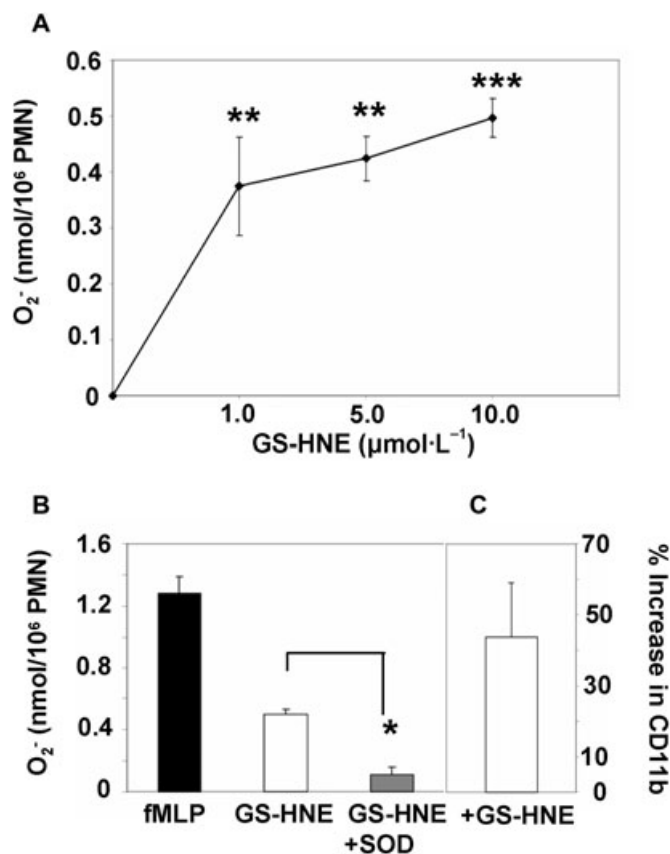 A
O₂⁻ (nmol/10⁶ PMN)
0.6
0.5
0.4
0.3
0.2
0.1
0
** ** ***
1.0 5.0 10.0
GS-HNE (µmol·L⁻¹)
B
O₂⁻ (nmol/10⁶ PMN)
1.6
1.2
0.8
0.4
0
*
fMLP GS-HNE GS-HNE
+SOD
C
70
50
30
10
0
% Increase in CD11b
+GS-HNE